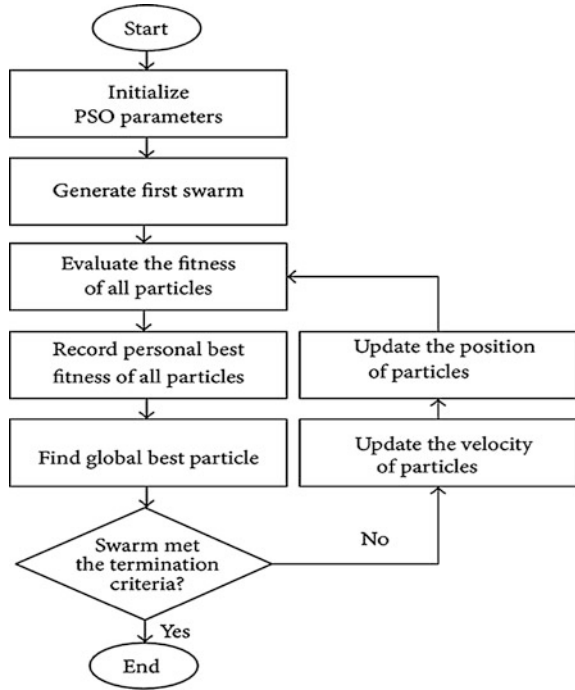 Start
Initialize
PSO parameters
Generate first swarm
Evaluate the fitness
of all particles
Record personal best
fitness of all particles
Find global best particle
Swarm met
the termination
criteria?
Yes
End
No
Update the velocity
of particles
Update the position
of particles